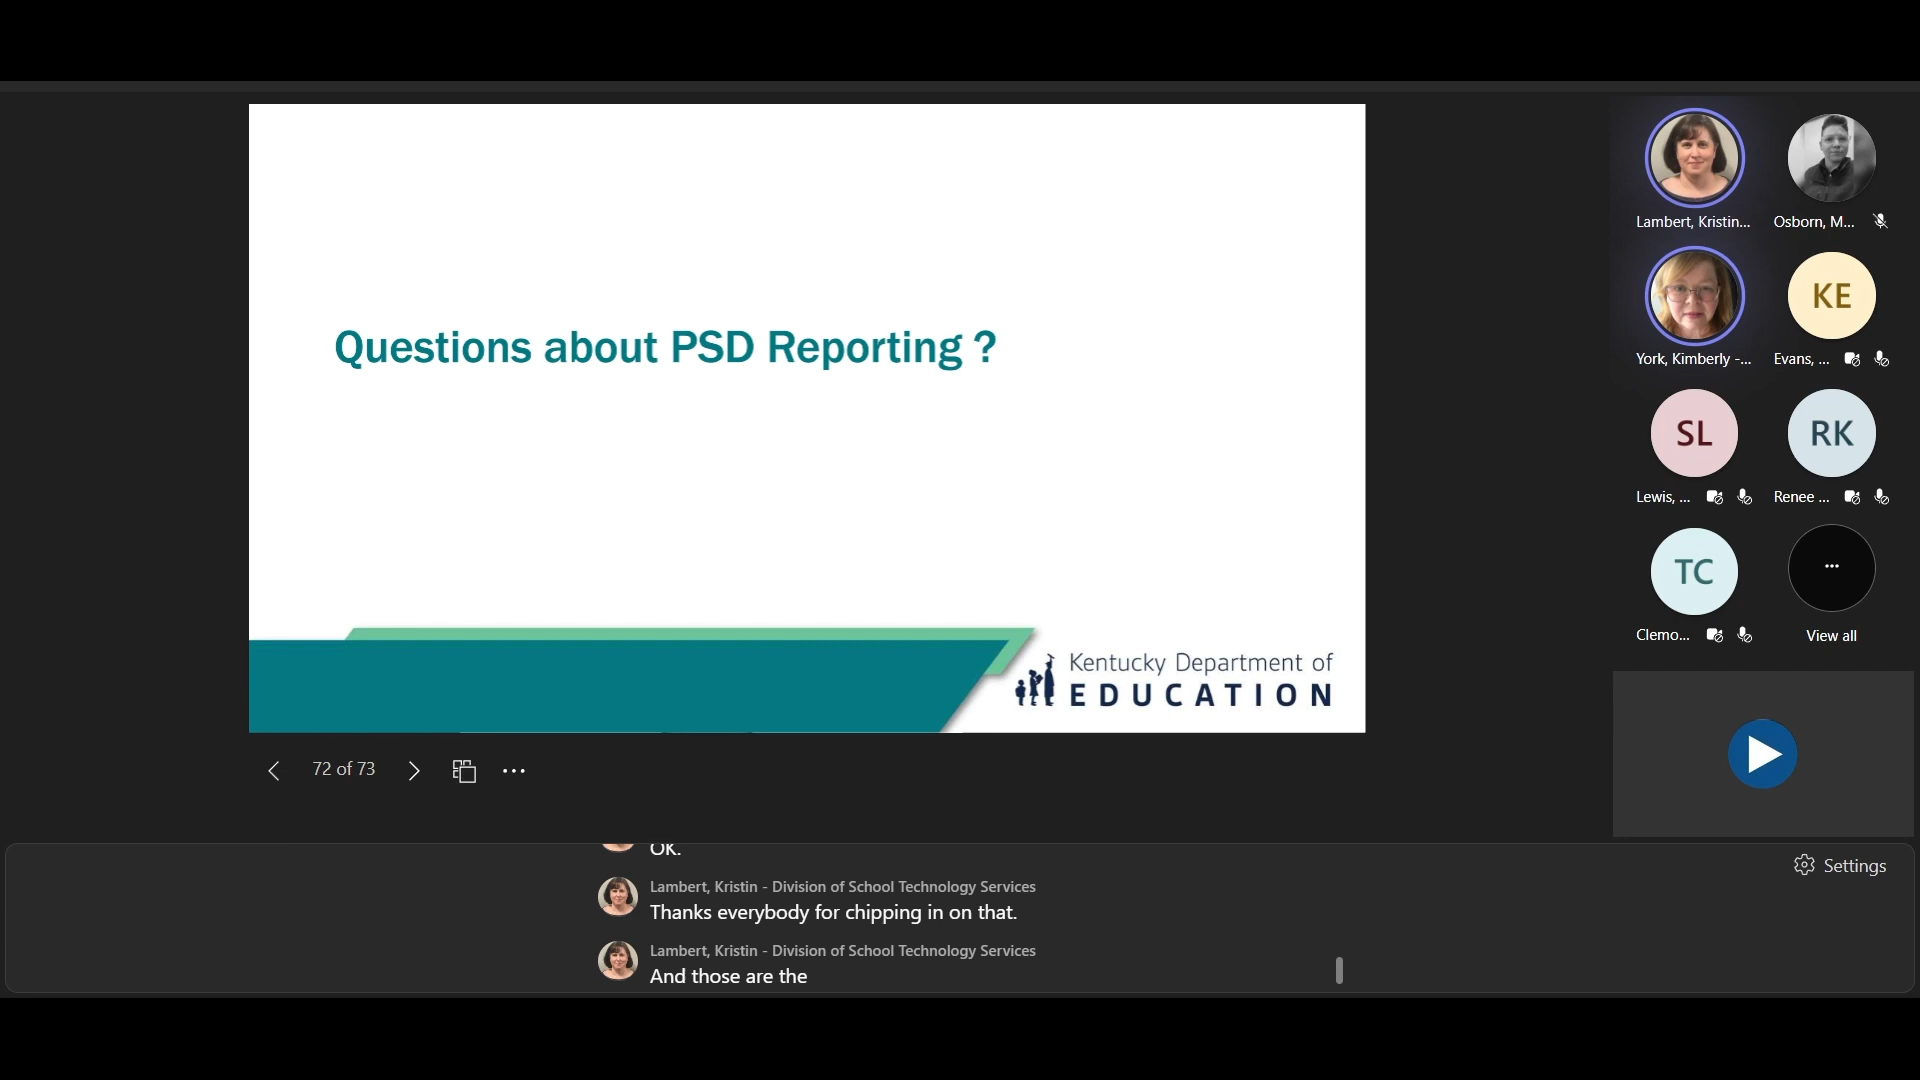 Questions about PSD Reporting ?
Kentucky Department of
EDUCATION
72 of 73
Lambert, Kristin...
Osborn, M...
York, Kimberly -...
KE
Evans, ...
SL
Lewis, ...
RK
Renee ...
TC
Clemo...
View all
OK.
Lambert, Kristin - Division of School Technology Services
Thanks everybody for chipping in on that.
Lambert, Kristin - Division of School Technology Services
And those are the
Settings